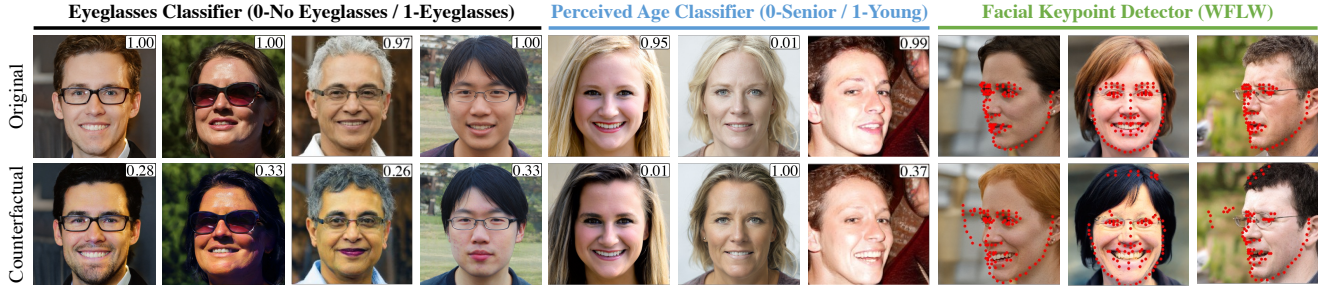 Eyeglasses Classifier (0-No Eyeglasses / 1-Eyeglasses)
Perceived Age Classifier (0-Senior / 1-Young)
Facial Keypoint Detector (WFLW)
Original
1.00
1.00
0.97
1.00
0.95
0.01
0.99
Counterfactual
0.28
0.33
0.26
0.33
0.01
1.00
0.37